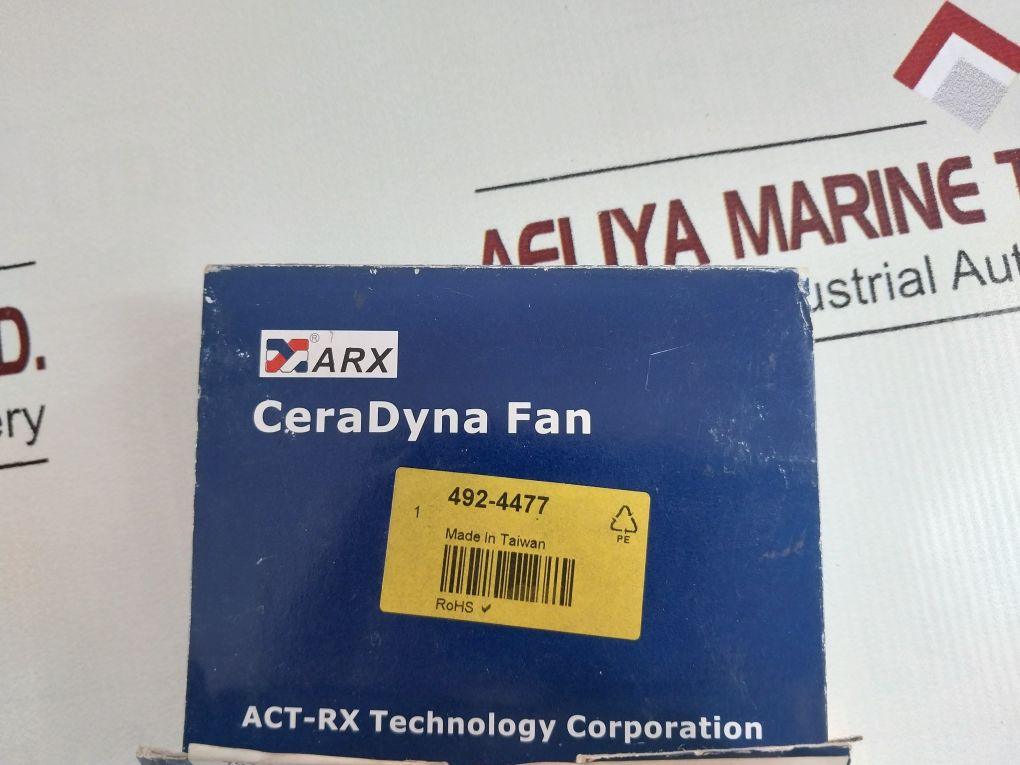 AELIYA MARINE
ustrial Aut
D.
ery
ARX
®
CeraDyna Fan
492-4477
1
Made In Taiwan
PE
RoHS ✔
ACT-RX Technology Corporation